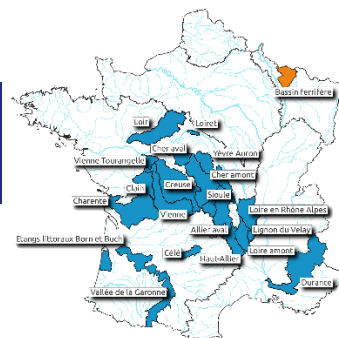 Bassin ferrifère
Loir
Loiret
Cher aval
Yèvre Auron
Vienne Tourangelle
Cher amont
Clain
Creuse
Sioule
Charente
Loire en Rhône Alpes
Vienne
Allier aval
Lignon du Velay
Etangs littoraux Born et Buch
Célé
Haut-Allier
Loire amont
Durance
Vallée de la Garonne